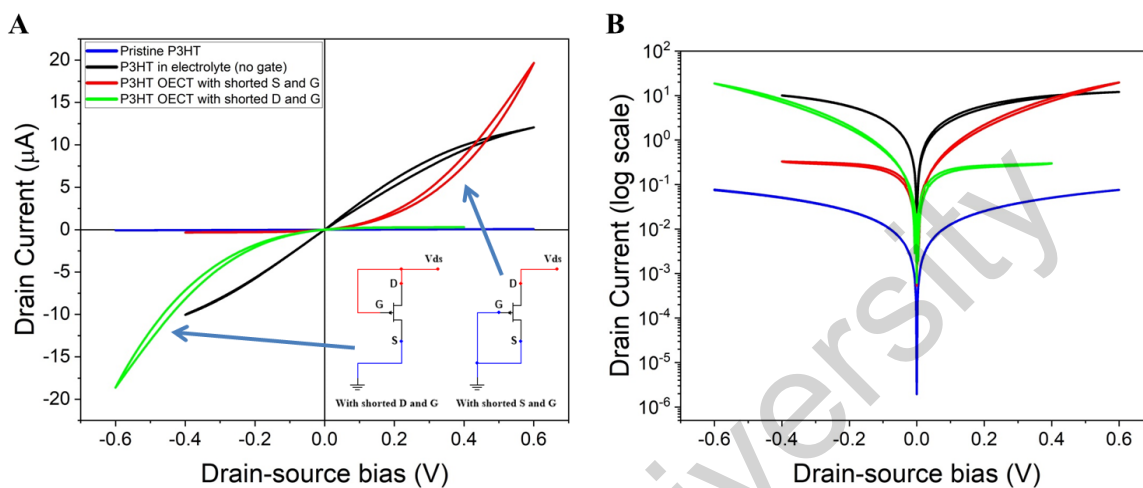 A
Pristine P3HT
P3HT in electrolyte (no gate)
P3HT OECT with shorted S and G
P3HT OECT with shorted D and G
20
15
10
5
0
-5
-10
-15
-20
Drain Current (μA)
-0.6
-0.4
-0.2
0.0
0.2
0.4
0.6
Drain-source bias (V)
Vds
D
G
S
With shorted D and G
Vds
D
G
S
With shorted S and G
B
10²
10¹
10⁰
10⁻¹
10⁻²
10⁻³
10⁻⁴
10⁻⁵
10⁻⁶
Drain Current (log scale)
-0.6
-0.4
-0.2
0.0
0.2
0.4
0.6
Drain-source bias (V)
iversity